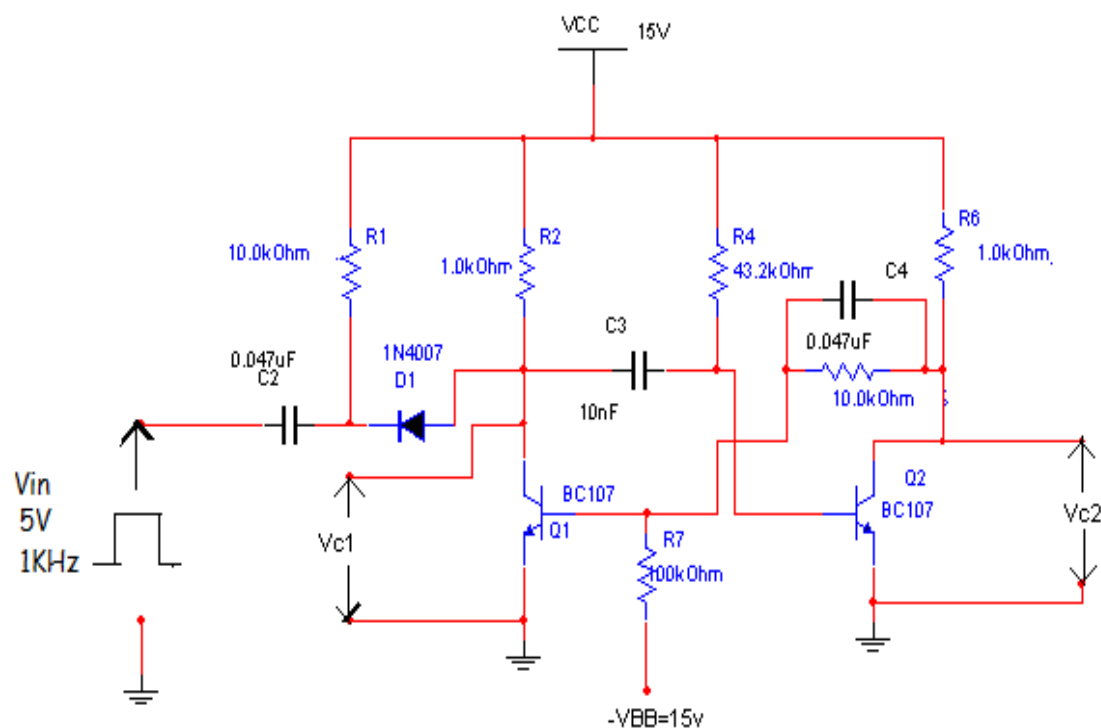 VCC 15V
R1
10.0kOhm
R2
1.0kOhm
R4
43.2kOhm
R6
1.0kOhm
C4
0.047uF
10.0kOhm
C3
10nF
0.047uF
C2
1N4007
D1
Vin
5V
1KHz
Vc1
BC107
Q1
R7
100kOhm
Q2
BC107
Vc2
-VBB=15v